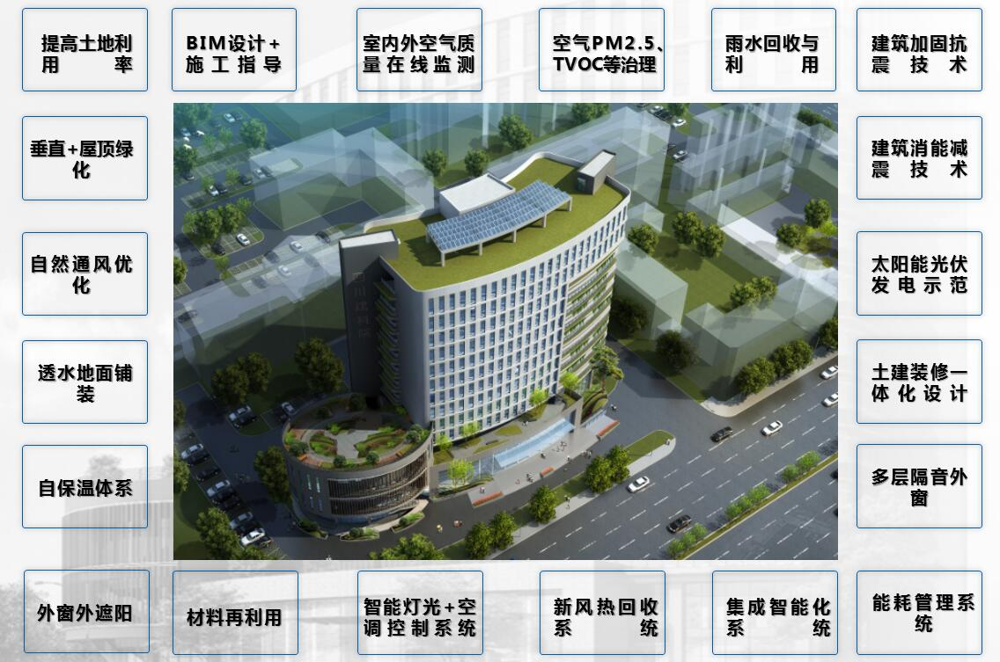 提高土地利
用率
BIM设计+
施工指导
室内外空气质
量在线监测
空气PM2.5、
TVOC等治理
雨水回收与
利用
建筑加固抗
震技术
垂直+屋顶绿
化
建筑消能减
震技术
自然通风优
化
太阳能光伏
发电示范
四川建科院
透水地面铺
装
土建装修一
体化设计
自保温体系
多层隔音外
窗
外窗外遮阳
材料再利用
智能灯光+空
调控制系统
新风热回收
系统
集成智能化
系统
能耗管理系
统